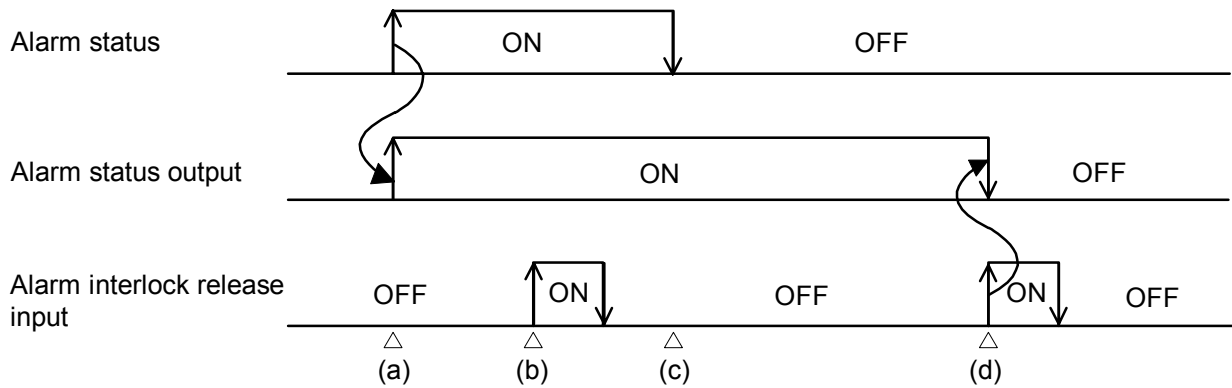 Alarm status
ON
OFF
Alarm status output
ON
OFF
Alarm interlock release
input
OFF
ON
OFF
ON
OFF
(a)
(b)
(c)
(d)